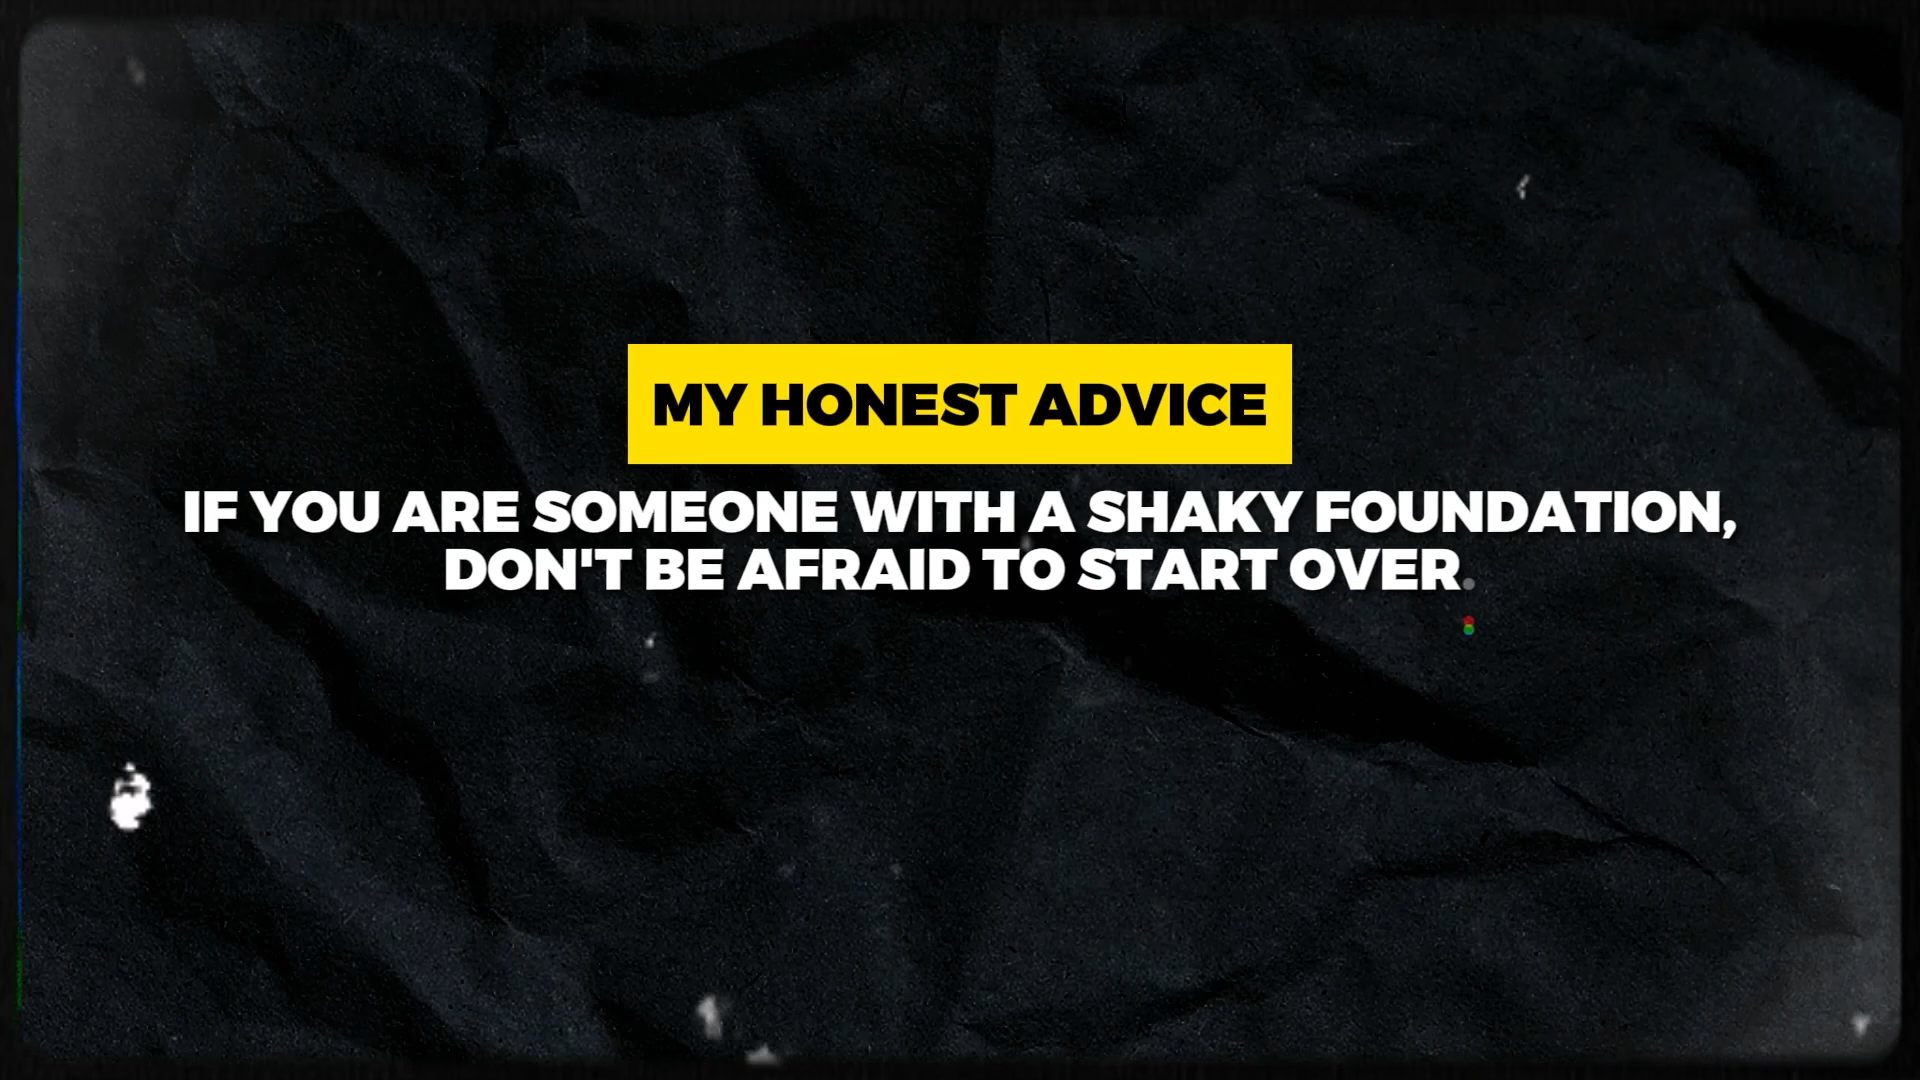 MY HONEST ADVICE
IF YOU ARE SOMEONE WITH A SHAKY FOUNDATION,
DON'T BE AFRAID TO START OVER.